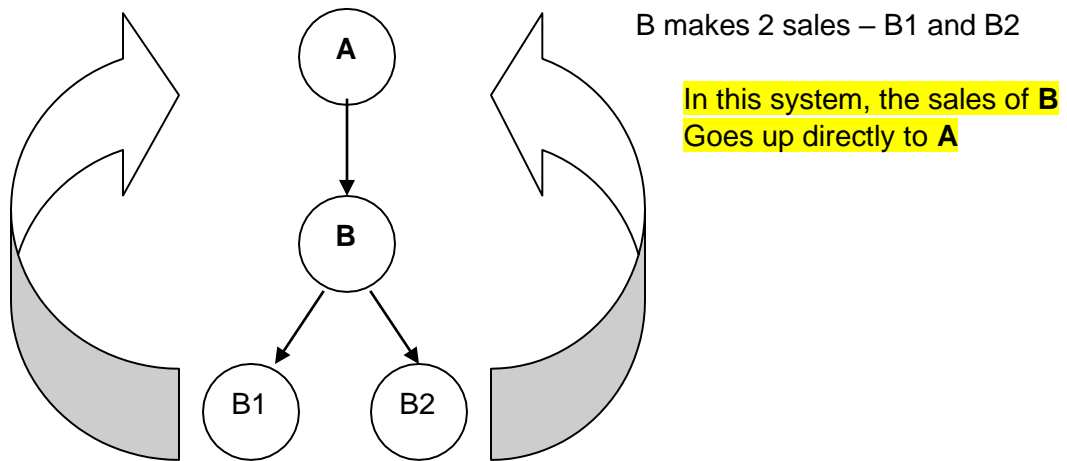 B makes 2 sales – B1 and B2
A
In this system, the sales of B
Goes up directly to A
B
B1
B2